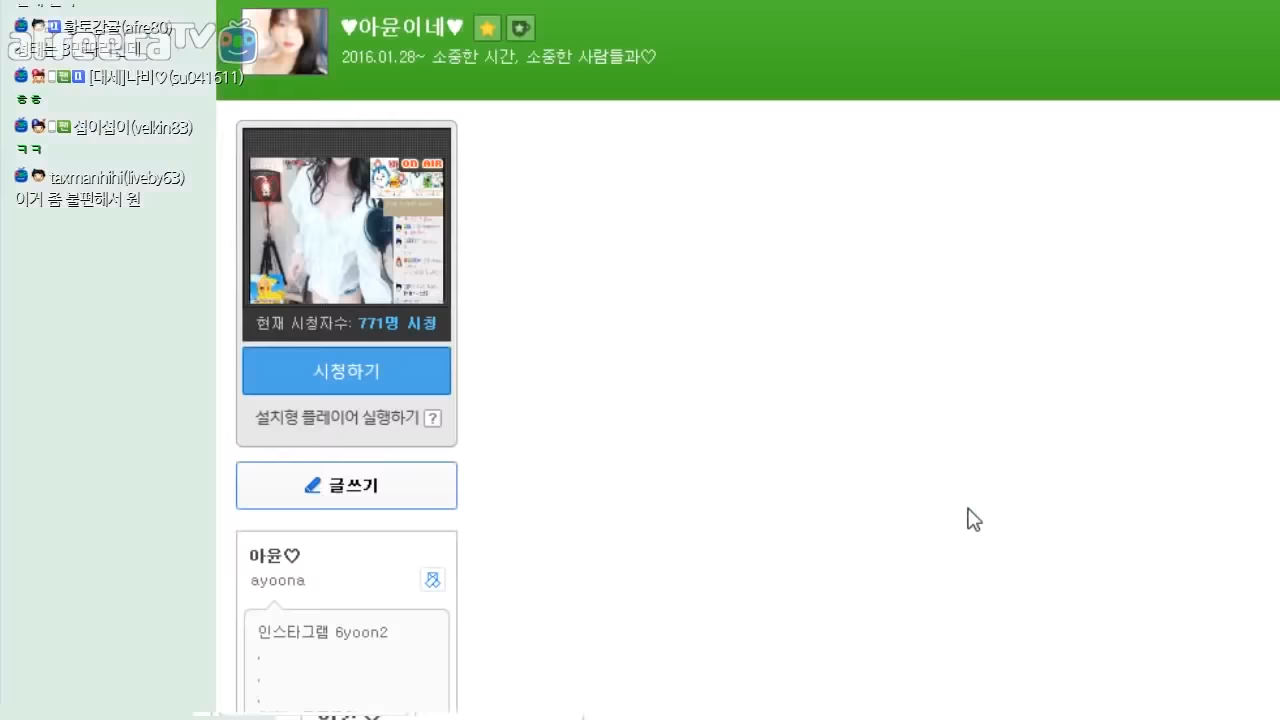 황토감귤(afre80)
afreecaTV
[대세]나비♡(su041611)
ㅎㅎ
섬이섬이(velkin83)
ㅋㅋ
taxmanhihi(liveby63)
이거 좀 불편해서 원
♥아윤이네♥
2016.01.28~ 소중한 시간, 소중한 사람들과♡
ON AIR
현재 시청자수: 771명 시청
시청하기
설치형 플레이어 실행하기 ?
글쓰기
아윤♡
ayoona
인스타그램 6yoon2
,
,
,